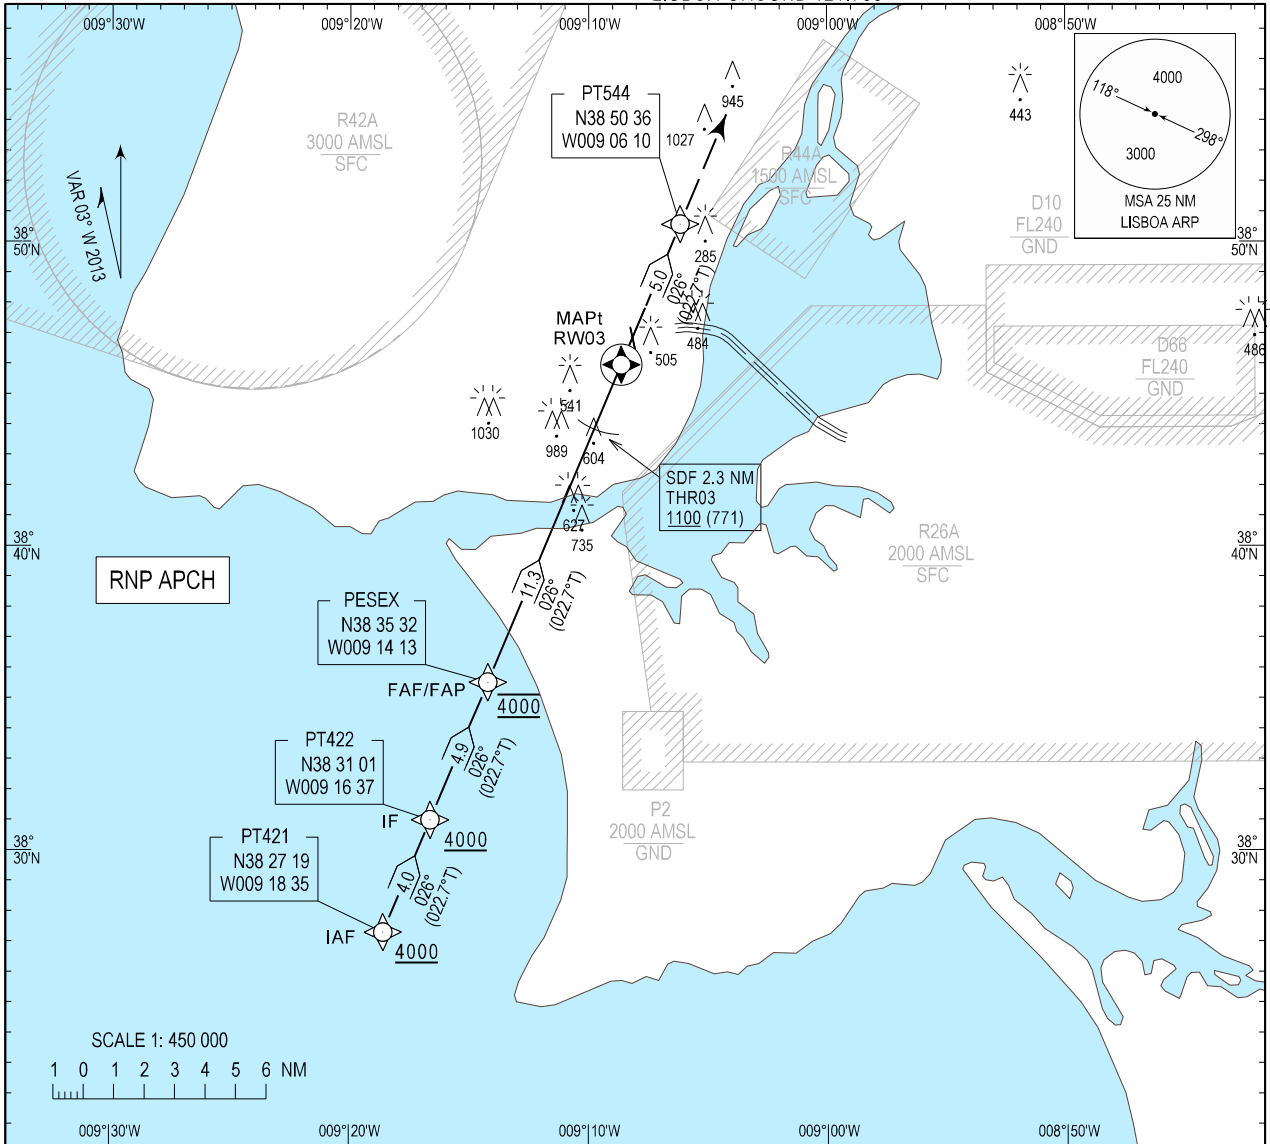 009°30'W
009°20'W
009°10'W
009°00'W
008°50'W
PT544
N38 50 36
W009 06 10
945
1027
443
4000
118°
298°
3000
MSA 25 NM
LISBOA ARP
R42A
3000 AMSL
SFC
R44A
1500 AMSL
SFC
VAR 03° W 2013
D10
FL240
GND
38°
50'N
38°
50'N
285
5.0
026°
(022.7°T)
MAPt
RW03
505
484
486
D66
FL240
GND
541
1030
989
604
SDF 2.3 NM
THR03
1100 (771)
627
735
R26A
2000 AMSL
SFC
38°
40'N
38°
40'N
RNP APCH
11.3
026°
(022.7°T)
PESEX
N38 35 32
W009 14 13
FAF/FAP
4000
4.9
026°
(022.7°T)
PT422
N38 31 01
W009 16 37
IF
4000
P2
2000 AMSL
GND
38°
30'N
38°
30'N
PT421
N38 27 19
W009 18 35
4.0
026°
(022.7°T)
IAF
4000
SCALE 1: 450 000
1 0 1 2 3 4 5 6 NM
009°30'W
009°20'W
009°10'W
009°00'W
008°50'W